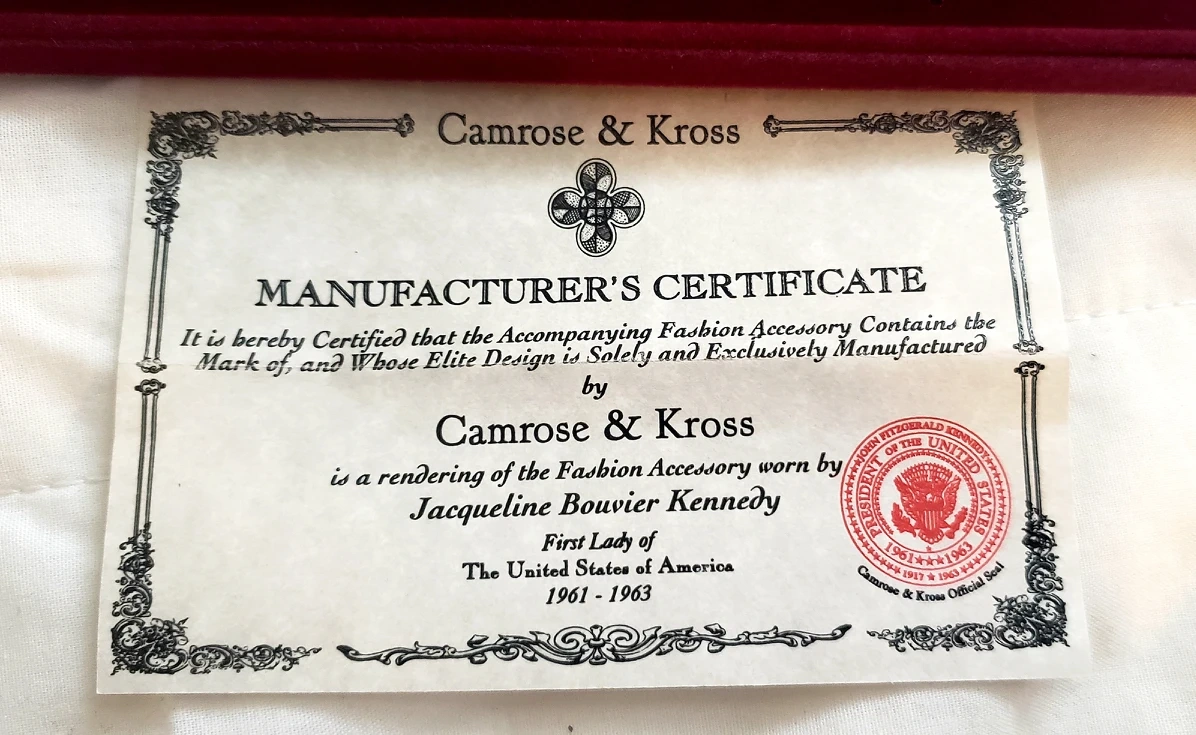 Camrose & Kross
MANUFACTURER'S CERTIFICATE
It is hereby Certified that the Accompanying Fashion Accessory Contains the
Mark of, and Whose Elite Design is Solely and Exclusively Manufactured
by
Camrose & Kross
is a rendering of the Fashion Accessory worn by
Jacqueline Bouvier Kennedy
First Lady of
The United States of America
1961 - 1963
JOHN FITZGERALD KENNEDY
PRESIDENT OF THE UNITED STATES
1961★★★1963
1917 ★ 1963
Camrose & Kross Official Seal